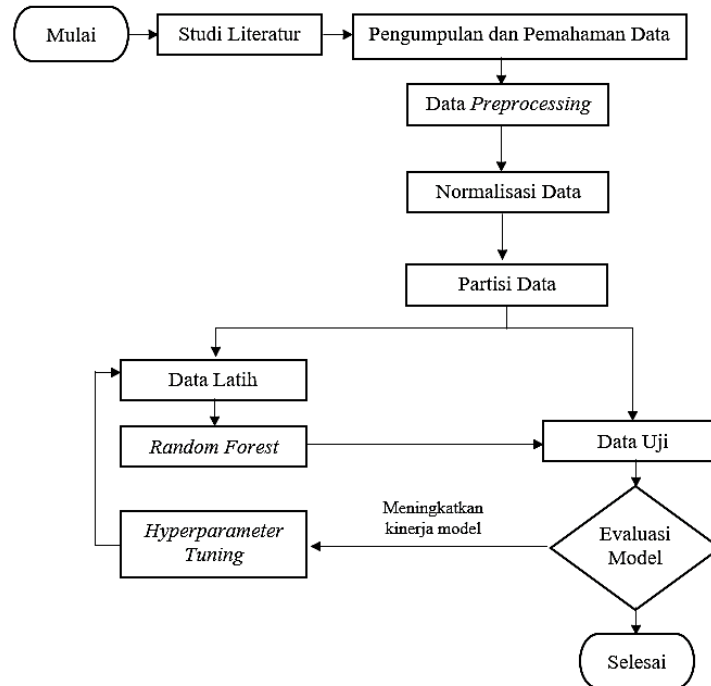 Mulai
Studi Literatur
Pengumpulan dan Pemahaman Data
Data Preprocessing
Normalisasi Data
Partisi Data
Data Latih
Random Forest
Data Uji
Meningkatkan
kinerja model
Hyperparameter
Tuning
Evaluasi
Model
Selesai